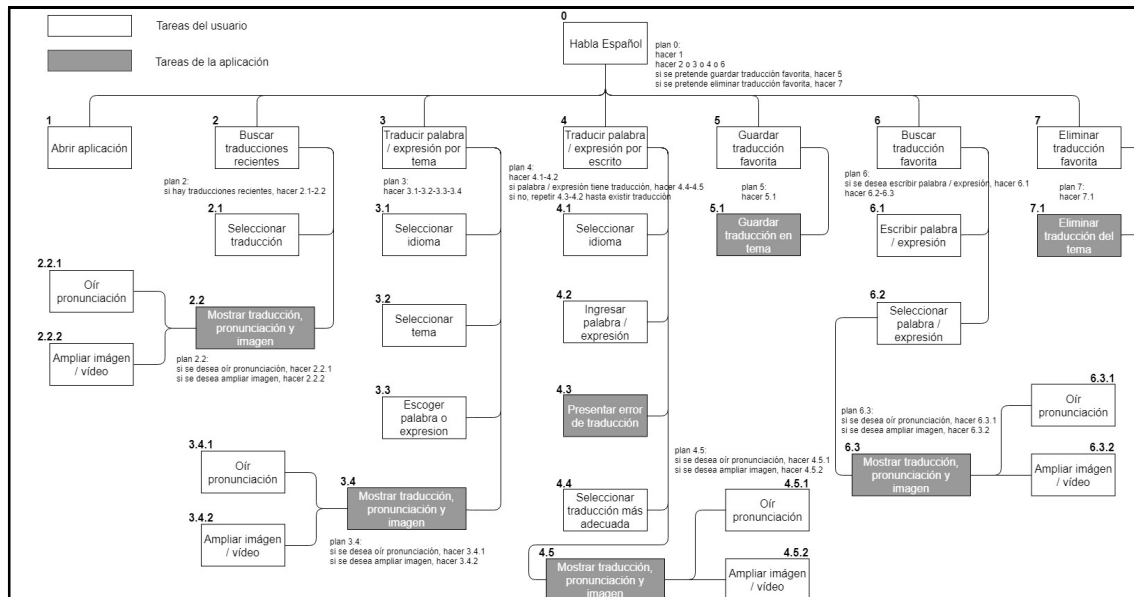 Tareas del usuario
Tareas de la aplicación
0
Habla Español
plan 0:
hacer 1
hacer 2 o 3 o 4 o 6
si se pretende guardar traducción favorita, hacer 5
si se pretende eliminar traducción favorita, hacer 7
1
Abrir aplicación
2
Buscar
traducciones
recientes
plan 2:
si hay traducciones recientes, hacer 2.1-2.2
2.1
Seleccionar
traducción
2.2
Mostrar traducción,
pronunciación y
imagen
plan 2.2:
si se desea oír pronunciación, hacer 2.2.1
si se desea ampliar imagen, hacer 2.2.2
2.2.1
Oír
pronunciación
2.2.2
Ampliar imágen
/ vídeo
3
Traducir palabra
/ expresión por
tema
plan 3:
hacer 3.1-3.2-3.3-3.4
3.1
Seleccionar
idioma
3.2
Seleccionar
tema
3.3
Escoger
palabra o
expresion
3.4
Mostrar traducción,
pronunciación y
imagen
plan 3.4:
si se desea oír pronunciación, hacer 3.4.1
si se desea ampliar imagen, hacer 3.4.2
3.4.1
Oír
pronunciación
3.4.2
Ampliar imágen
/ vídeo
4
Traducir palabra
/ expresión por
escrito
plan 4:
hacer 4.1-4.2
si palabra / expresión tiene traducción, hacer 4.4-4.5
si no, repetir 4.3-4.2 hasta existir traducción
4.1
Seleccionar
idioma
4.2
Ingresar
palabra /
expresión
4.3
Presentar error
de traducción
4.4
Seleccionar
traducción más
adecuada
4.5
Mostrar traducción,
pronunciación y
imagen
plan 4.5:
si se desea oír pronunciación, hacer 4.5.1
si se desea ampliar imagen, hacer 4.5.2
4.5.1
Oír
pronunciación
4.5.2
Ampliar imágen
/ vídeo
5
Guardar
traducción
favorita
plan 5:
hacer 5.1
5.1
Guardar
traducción en
tema
6
Buscar
traducción
favorita
plan 6:
si se desea escribir palabra / expresión, hacer 6.1
hacer 6.2-6.3
6.1
Escribir palabra
/ expresión
6.2
Seleccionar
palabra /
expresión
plan 6.3:
si se desea oír pronunciación, hacer 6.3.1
si se desea ampliar imagen, hacer 6.3.2
6.3
Mostrar traducción,
pronunciación y
imagen
6.3.1
Oír
pronunciación
6.3.2
Ampliar imágen
/ vídeo
7
Eliminar
traducción
favorita
plan 7:
hacer 7.1
7.1
Eliminar
traducción del
tema